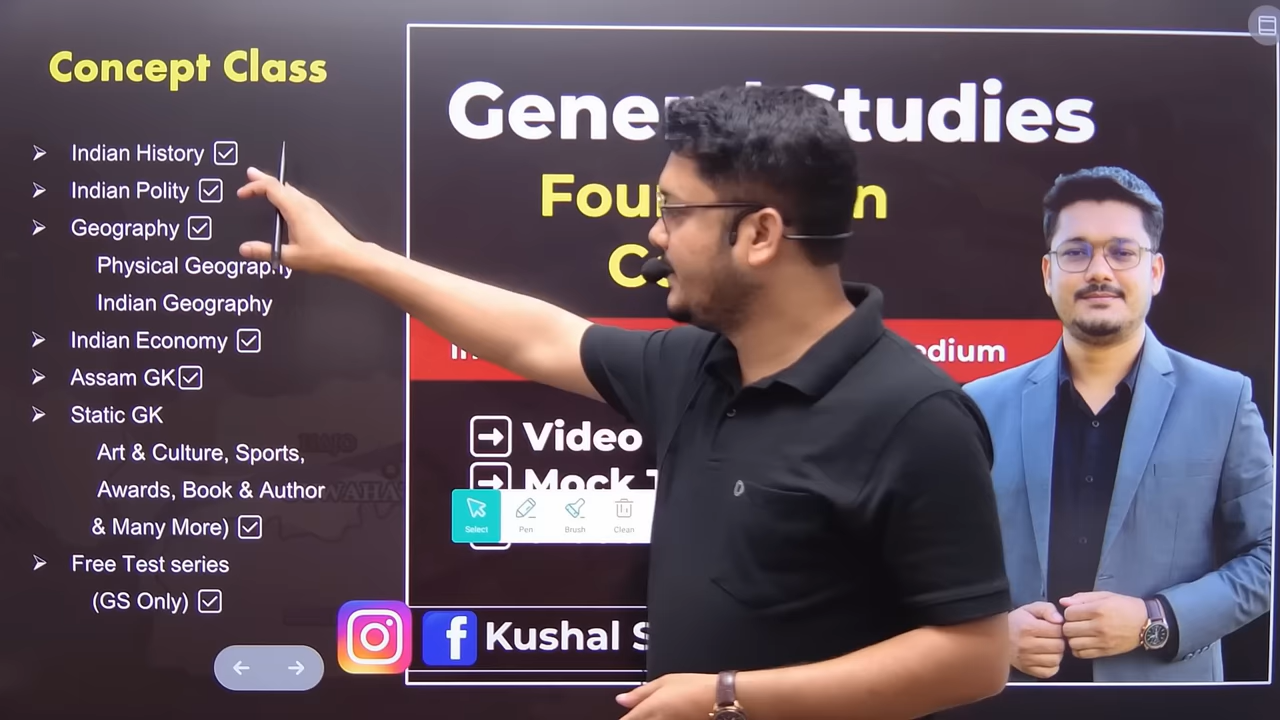 Concept Class
Indian History
Indian Polity
Geography
Physical Geography
Indian Geography
Indian Economy
Assam GK
Static GK
Art & Culture, Sports,
Awards, Book & Author
& Many More)
Free Test series
(GS Only)
General Studies
Video
Mock
Select Pen Brush Clean
Kushal